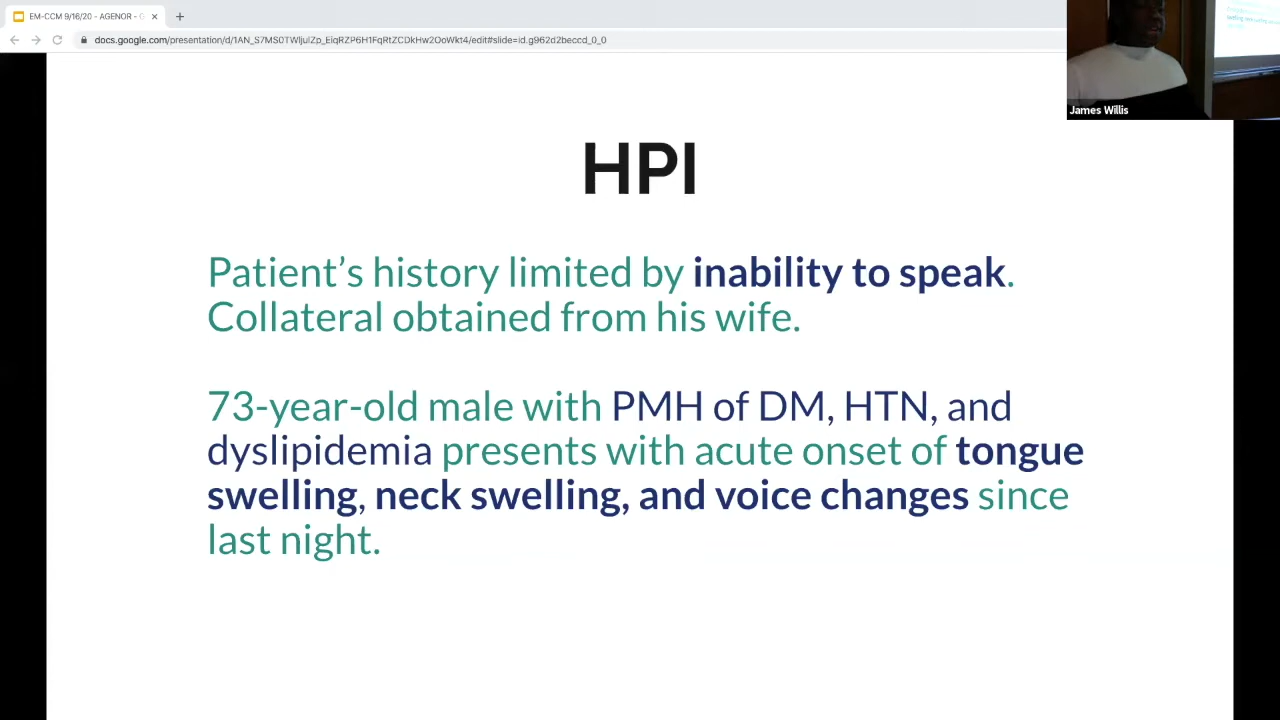 EM-CCM 9/16/20 - AGENOR - G
docs.google.com/presentation/d/1AN_S7MS0TWljulZp_EiqRZP6H1FqRtZCDkHw2OoWkt4/edit#slide=id.g962d2beccd_0_0
James Willis
HPI
Patient’s history limited by inability to speak.
Collateral obtained from his wife.
73-year-old male with PMH of DM, HTN, and
dyslipidemia presents with acute onset of tongue
swelling, neck swelling, and voice changes since
last night.